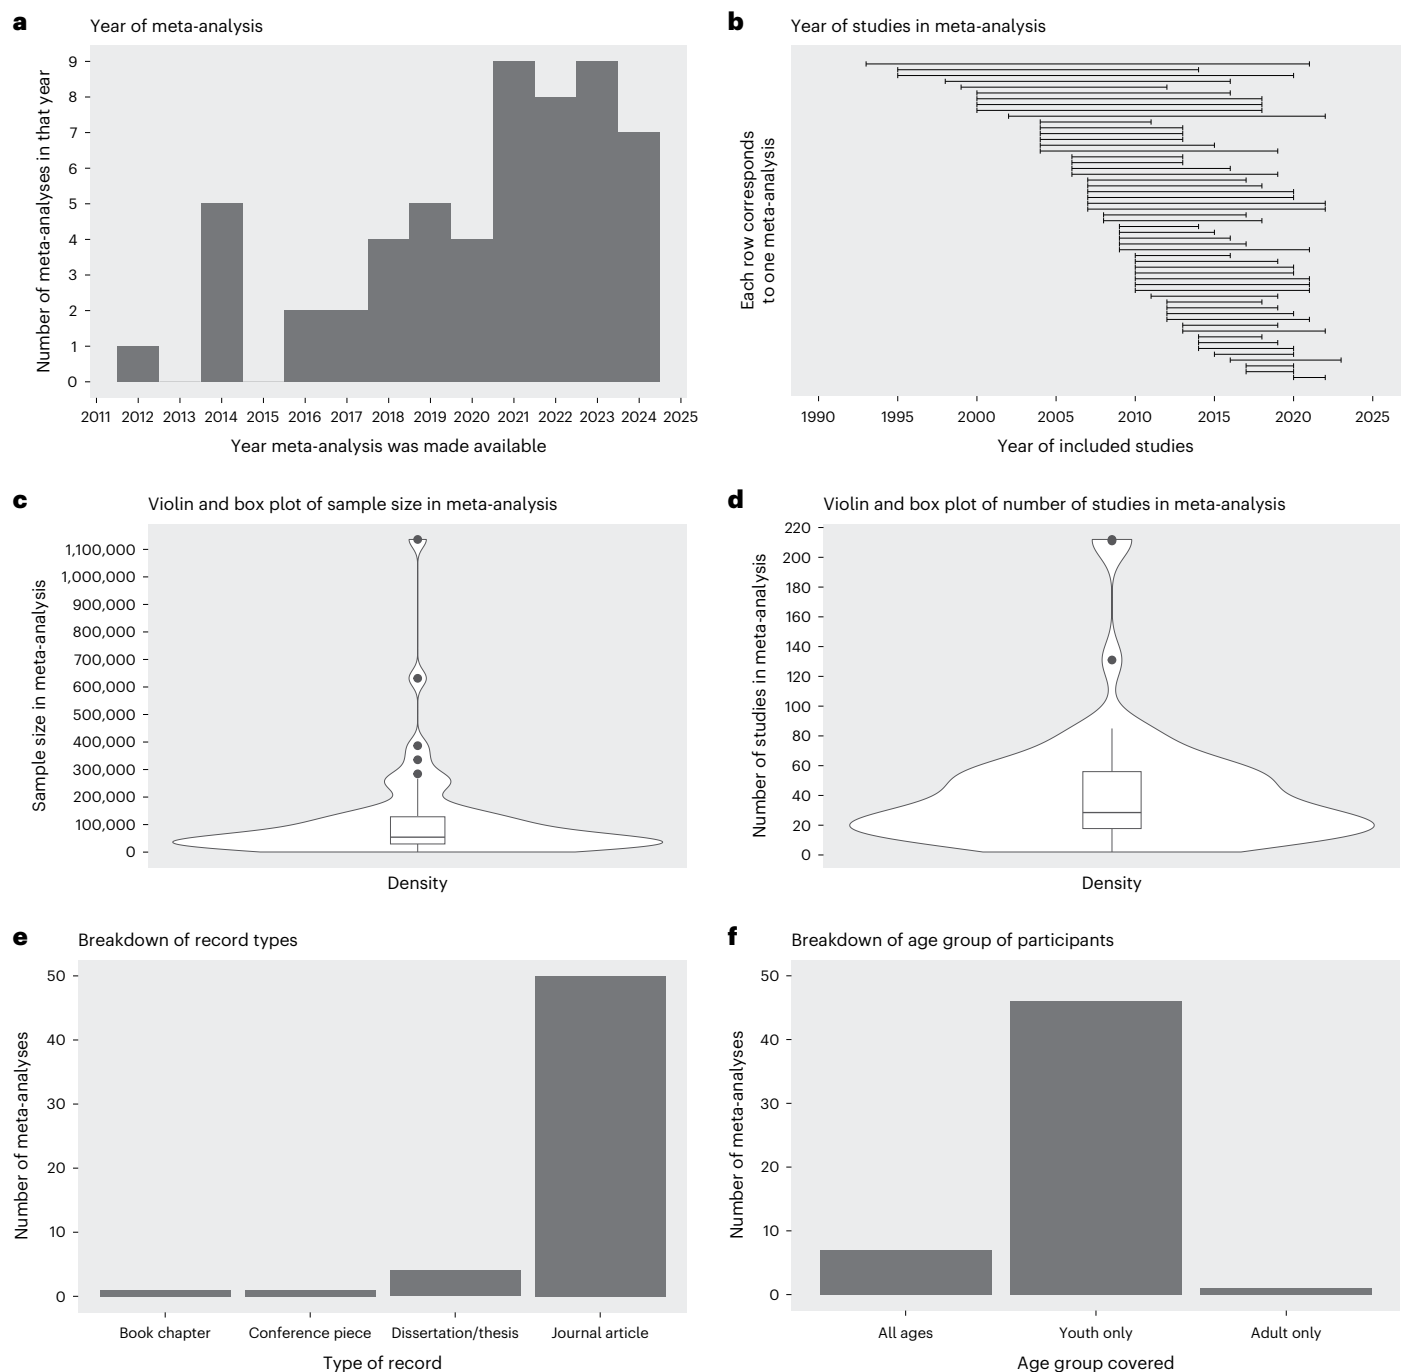 a
Year of meta-analysis
Number of meta-analyses in that year
9
8
7
6
5
4
3
2
1
0
2011 2012 2013 2014 2015 2016 2017 2018 2019 2020 2021 2022 2023 2024 2025
Year meta-analysis was made available
b
Year of studies in meta-analysis
Each row corresponds
to one meta-analysis
1990 1995 2000 2005 2010 2015 2020 2025
Year of included studies
c
Violin and box plot of sample size in meta-analysis
Sample size in meta-analysis
1,100,000
1,000,000
900,000
800,000
700,000
600,000
500,000
400,000
300,000
200,000
100,000
0
Density
d
Violin and box plot of number of studies in meta-analysis
Number of studies in meta-analysis
220
200
180
160
140
120
100
80
60
40
20
0
Density
e
Breakdown of record types
Number of meta-analyses
50
40
30
20
10
0
Book chapter Conference piece Dissertation/thesis Journal article
Type of record
f
Breakdown of age group of participants
Number of meta-analyses
50
40
30
20
10
0
All ages Youth only Adult only
Age group covered